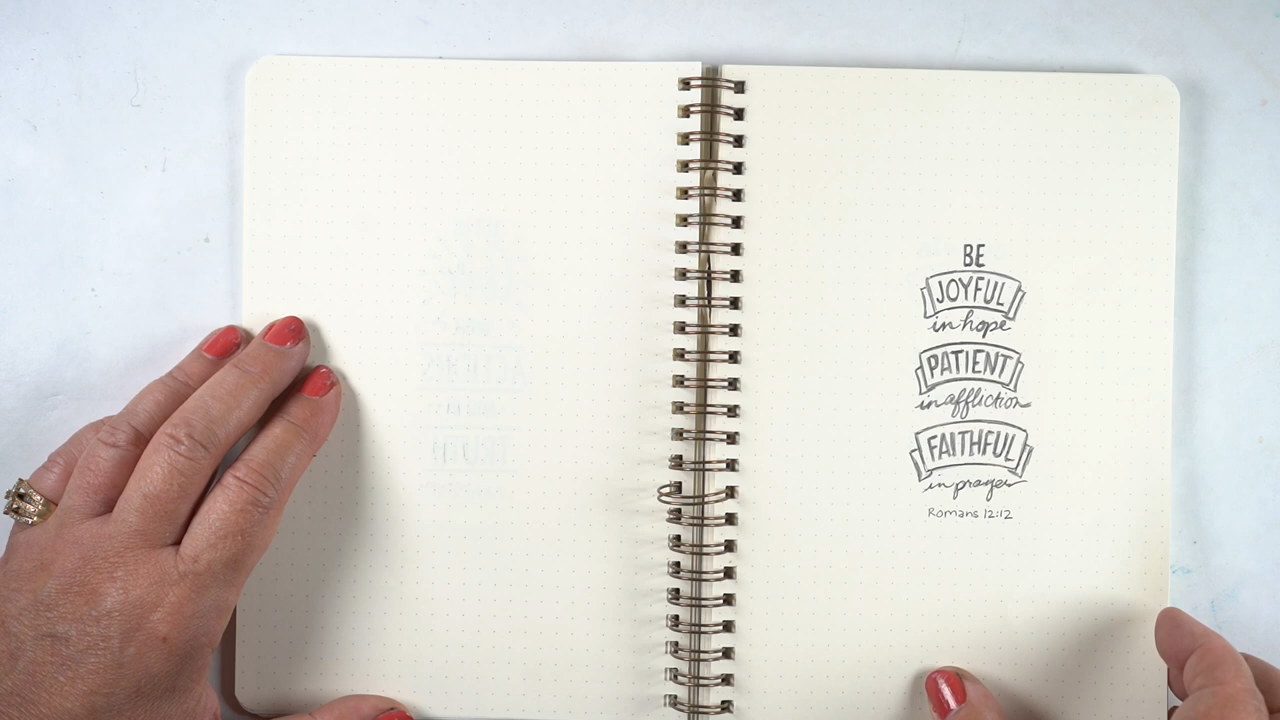 BE
JOYFUL
in hope
PATIENT
in affliction
FAITHFUL
in prayer
Romans 12:12